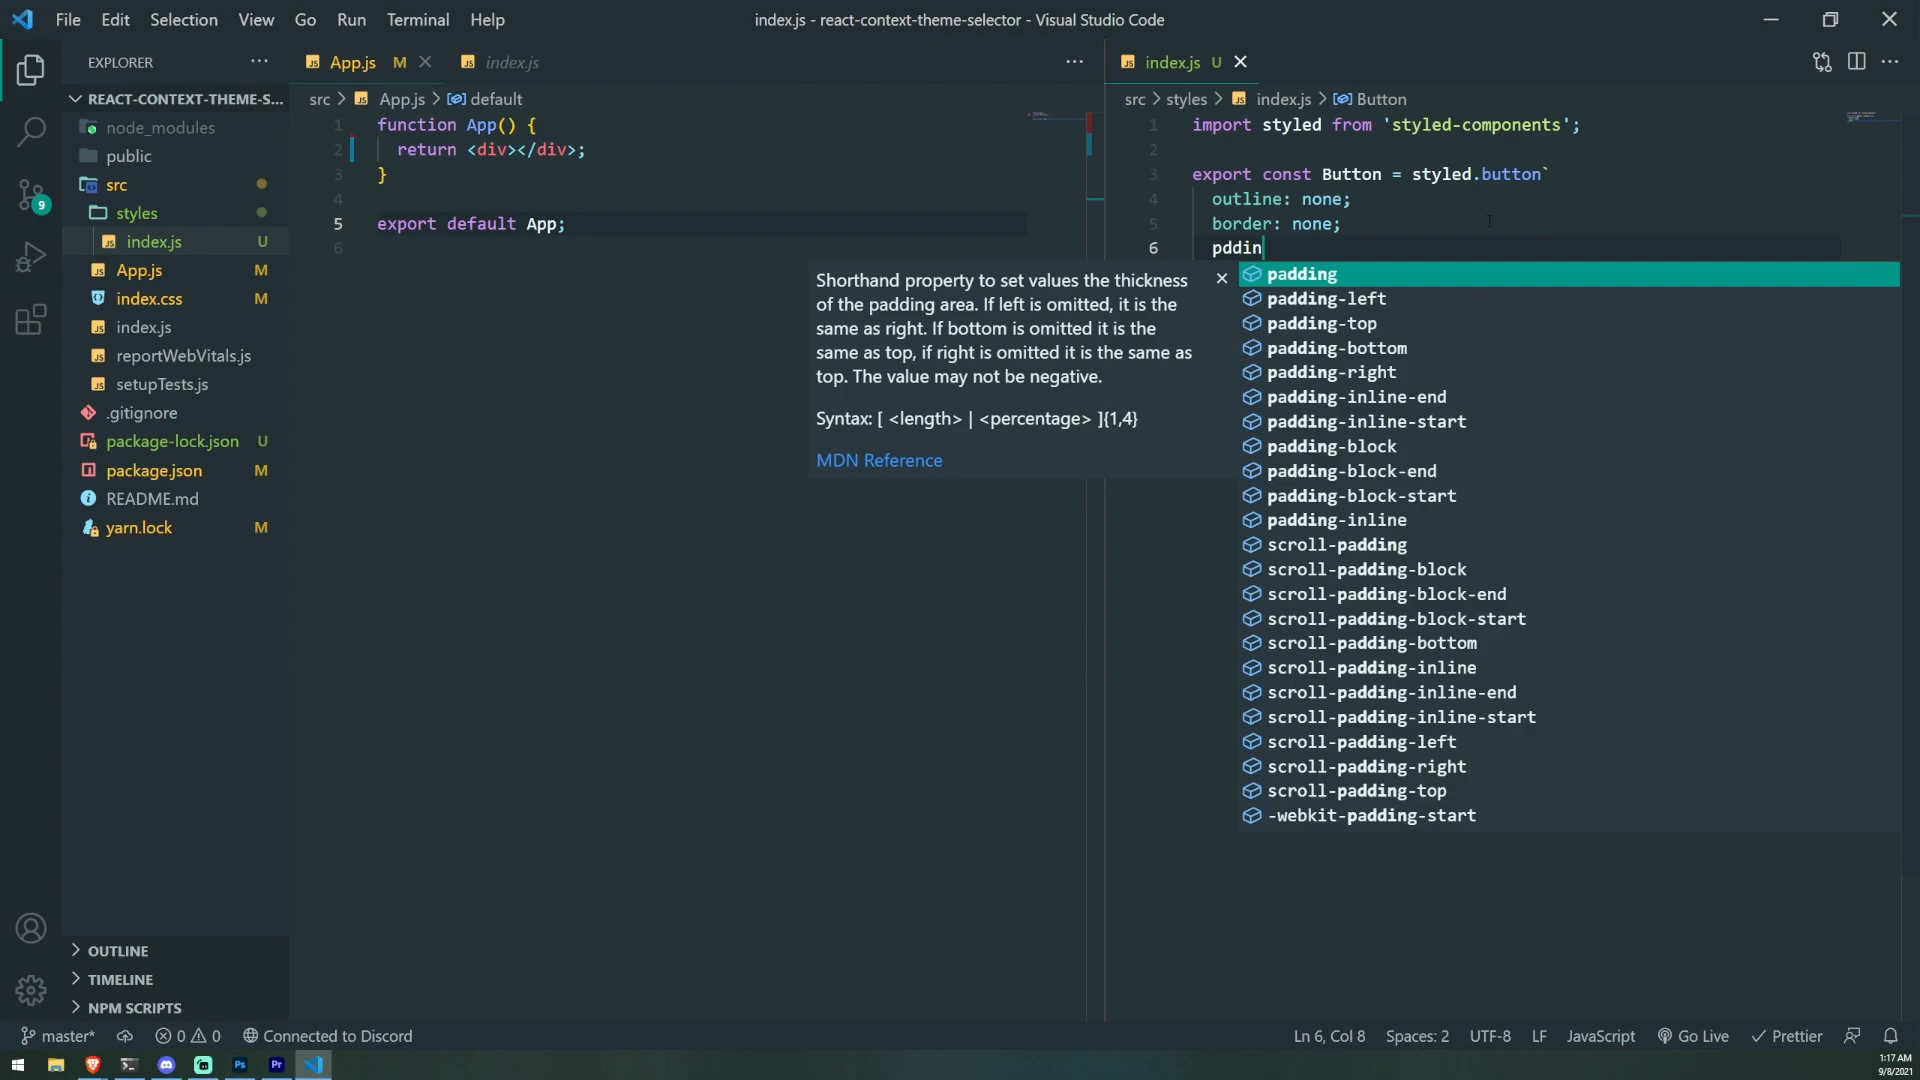 File Edit Selection View Go Run Terminal Help
index.js - react-context-theme-selector - Visual Studio Code
EXPLORER
REACT-CONTEXT-THEME-S...
node_modules
public
src
styles
index.js U
App.js M
index.css M
index.js
reportWebVitals.js
setupTests.js
.gitignore
package-lock.json U
package.json M
README.md
yarn.lock M
OUTLINE
TIMELINE
NPM SCRIPTS
9
App.js M
index.js
src > App.js > default
1 function App() {
2 return <div></div>;
3 }
4
5 export default App;
6
index.js U
src > styles > index.js > Button
1 import styled from 'styled-components';
2
3 export const Button = styled.button`
4 outline: none;
5 border: none;
6 pddin
Shorthand property to set values the thickness
of the padding area. If left is omitted, it is the
same as right. If bottom is omitted it is the
same as top, if right is omitted it is the same as
top. The value may not be negative.
Syntax: [ <length> | <percentage> ]{1,4}
MDN Reference
padding
padding-left
padding-top
padding-bottom
padding-right
padding-inline-end
padding-inline-start
padding-block
padding-block-end
padding-block-start
padding-inline
scroll-padding
scroll-padding-block
scroll-padding-block-end
scroll-padding-block-start
scroll-padding-bottom
scroll-padding-inline
scroll-padding-inline-end
scroll-padding-inline-start
scroll-padding-left
scroll-padding-right
scroll-padding-top
-webkit-padding-start
master* 0 0 Connected to Discord
Ln 6, Col 8 Spaces: 2 UTF-8 LF JavaScript Go Live Prettier
Ps Pr
1:17 AM
9/8/2021